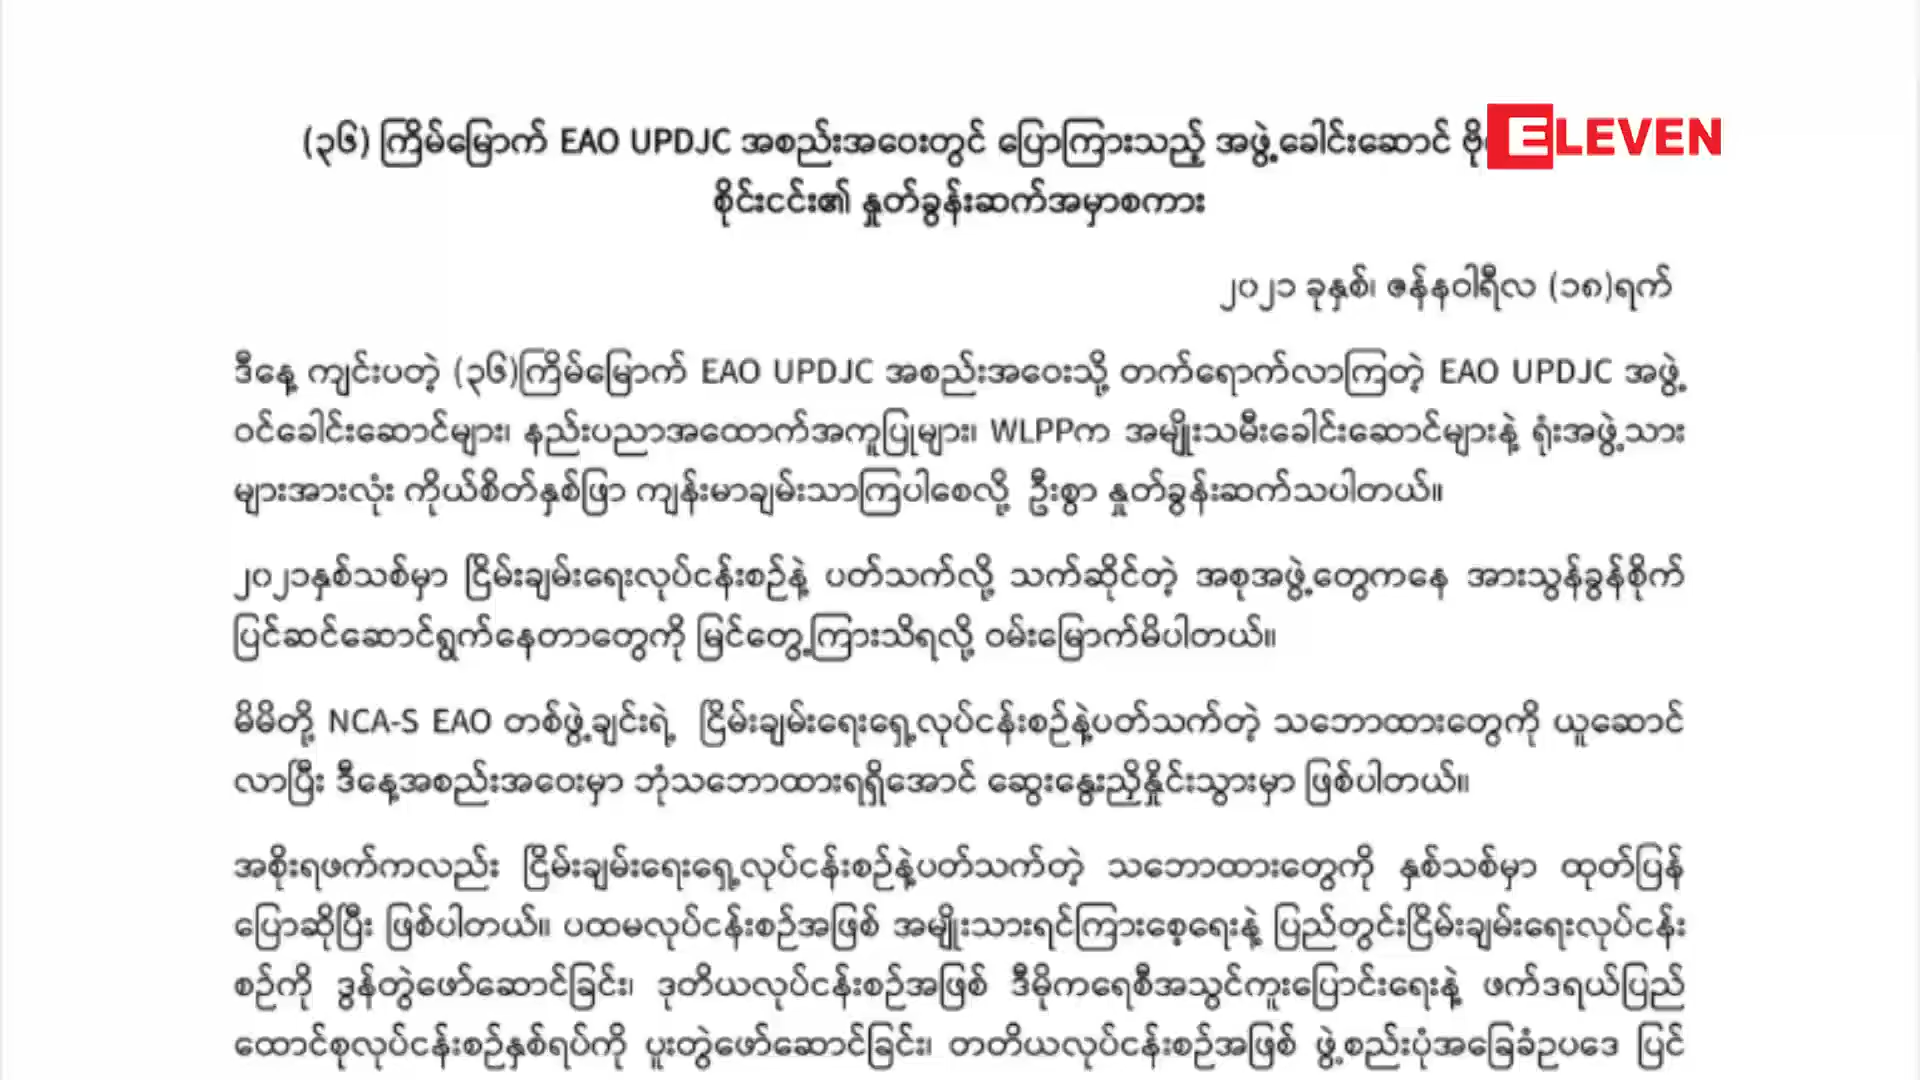 (၃၆) ကြိမ်မြောက် EAO UPDJC အစည်းအဝေးတွင် ပြောကြားသည့် အဖွဲ့ခေါင်းဆောင်
ELEVEN
စိုင်းငင်း၏ နှုတ်ခွန်းဆက်အမှာစကား
၂၀၂၁ ခုနှစ်၊ ဇန်နဝါရီလ (၁၈)ရက်
ဒီနေ့ ကျင်းပတဲ့ (၃၆)ကြိမ်မြောက် EAO UPDJC အစည်းအဝေးသို့ တက်ရောက်လာကြတဲ့ EAO UPDJC အဖွဲ့
ဝင်ခေါင်းဆောင်များ၊ နည်းပညာအထောက်အကူပြုများ၊ WLPPက အမျိုးသမီးခေါင်းဆောင်များနဲ့ ရုံးအဖွဲ့သား
များအားလုံး ကိုယ်စိတ်နှစ်ဖြာ ကျန်းမာချမ်းသာကြပါစေလို့ ဦးစွာ နှုတ်ခွန်းဆက်သပါတယ်။
၂၀၂၁နှစ်သစ်မှာ ငြိမ်းချမ်းရေးလုပ်ငန်းစဉ်နဲ့ ပတ်သက်လို့ သက်ဆိုင်တဲ့ အစုအဖွဲ့တွေကနေ အားသွန်ခွန်စိုက်
ပြင်ဆင်ဆောင်ရွက်နေတာတွေကို မြင်တွေ့ကြားသိရလို့ ဝမ်းမြောက်မိပါတယ်။
မိမိတို့ NCA-S EAO တစ်ဖွဲ့ချင်းရဲ့ ငြိမ်းချမ်းရေးရှေ့လုပ်ငန်းစဉ်နဲ့ပတ်သက်တဲ့ သဘောထားတွေကို ယူဆောင်
လာပြီး ဒီနေ့အစည်းအဝေးမှာ ဘုံသဘောထားရရှိအောင် ဆွေးနွေးညှိနှိုင်းသွားမှာ ဖြစ်ပါတယ်။
အစိုးရဖက်ကလည်း ငြိမ်းချမ်းရေးရှေ့လုပ်ငန်းစဉ်နဲ့ပတ်သက်တဲ့ သဘောထားတွေကို နှစ်သစ်မှာ ထုတ်ပြန်
ပြောဆိုပြီး ဖြစ်ပါတယ်။ ပထမလုပ်ငန်းစဉ်အဖြစ် အမျိုးသားရင်ကြားစေ့ရေးနဲ့ ပြည်တွင်းငြိမ်းချမ်းရေးလုပ်ငန်း
စဉ်ကို ဒွန်တွဲဖော်ဆောင်ခြင်း၊ ဒုတိယလုပ်ငန်းစဉ်အဖြစ် ဒီမိုကရေစီအသွင်ကူးပြောင်းရေးနဲ့ ဖက်ဒရယ်ပြည်
ထောင်စုလုပ်ငန်းစဉ်နှစ်ရပ်ကို ပူးတွဲဖော်ဆောင်ခြင်း၊ တတိယလုပ်ငန်းစဉ်အဖြစ် ဖွဲ့စည်းပုံအခြေခံဥပဒေ ပြင်